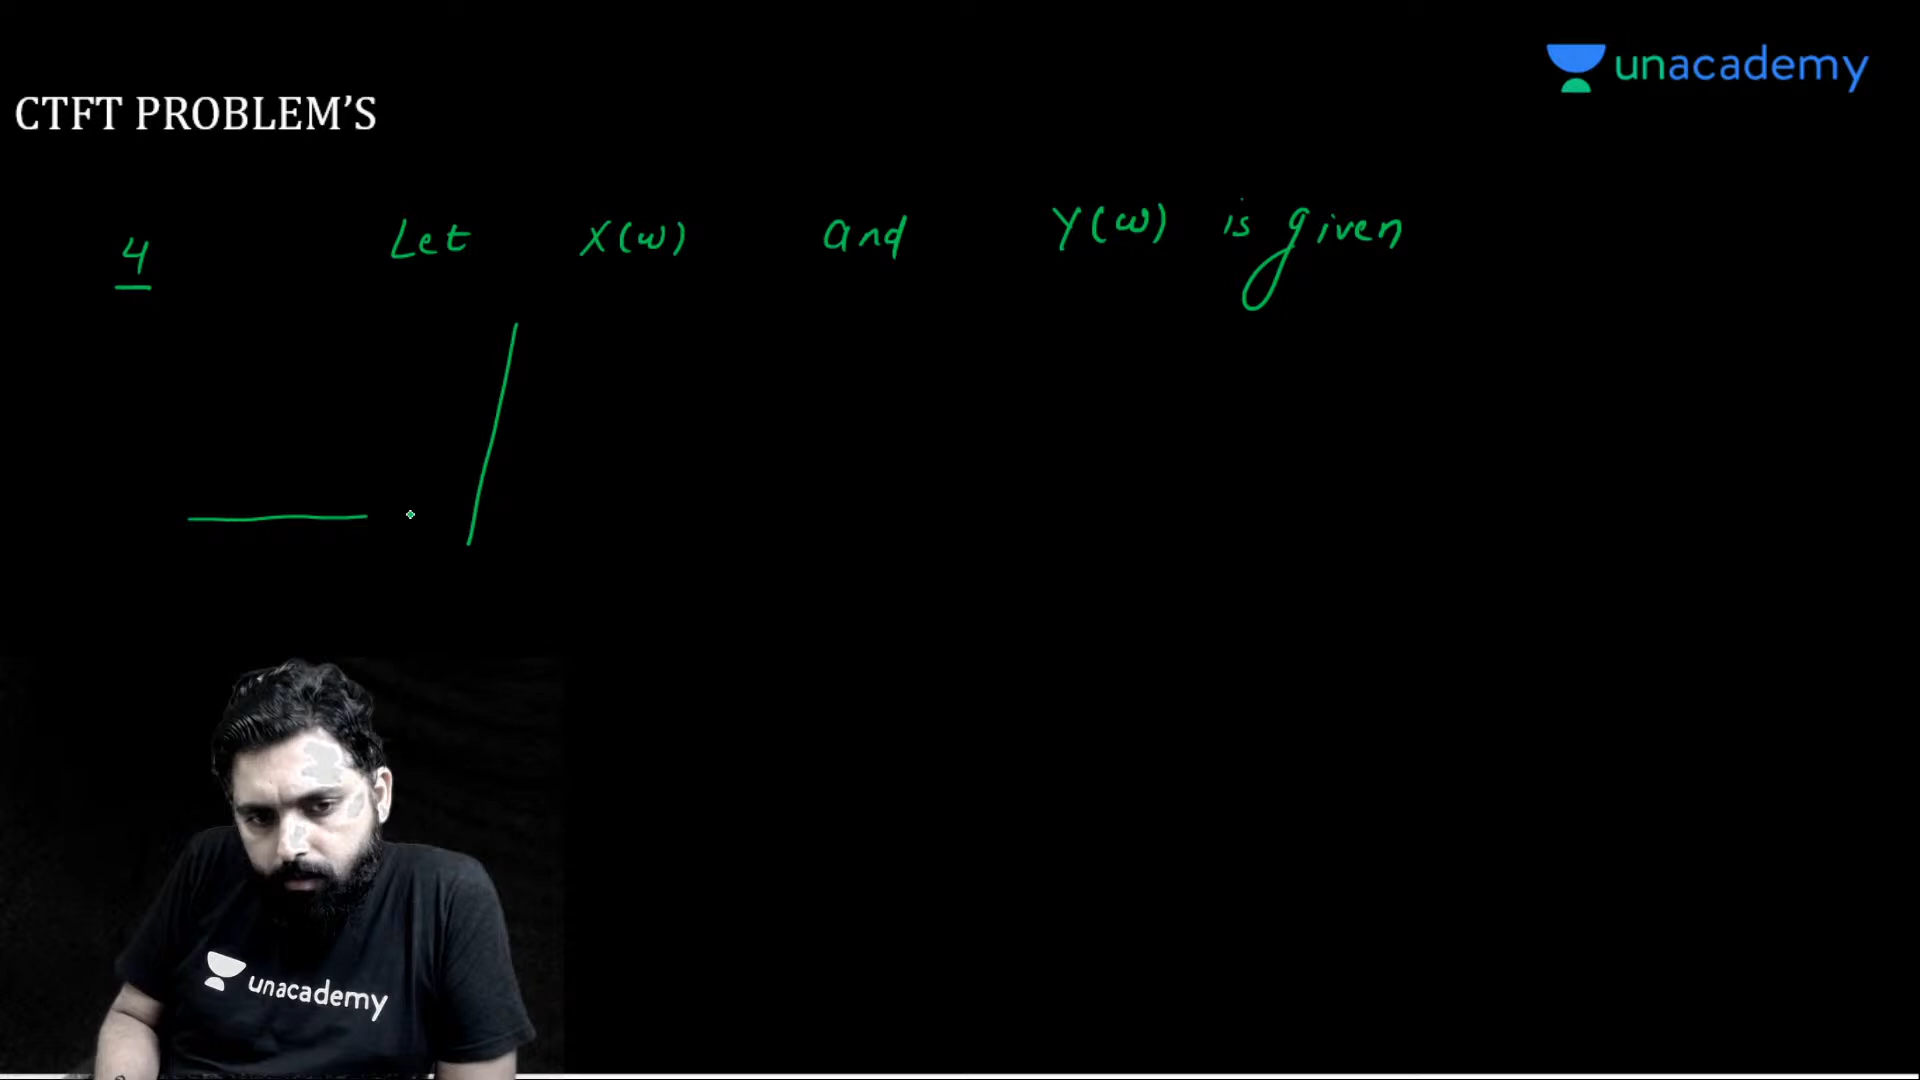 unacademy
CTFT PROBLEM'S
4 Let X(ω) and Y(ω) is given
unacademy